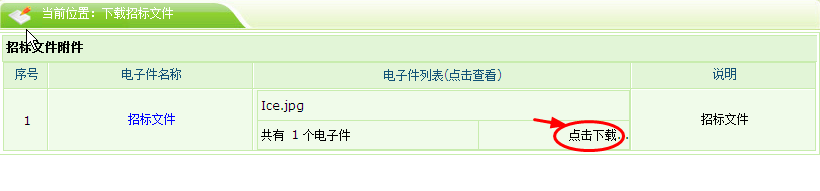 当前位置：下载招标文件
招标文件附件
序号 电子件名称 电子件列表(点击查看) 说明
1 招标文件 Ice.jpg 招标文件
共有 1 个电子件 点击下载...